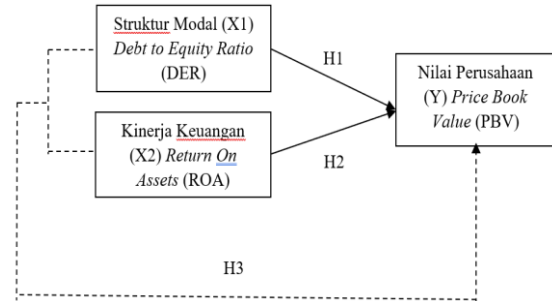 Struktur Modal (X1)
Debt to Equity Ratio
(DER)
H1
Nilai Perusahaan
(Y) Price Book
Value (PBV)
Kinerja Keuangan
(X2) Return On
Assets (ROA)
H2
H3